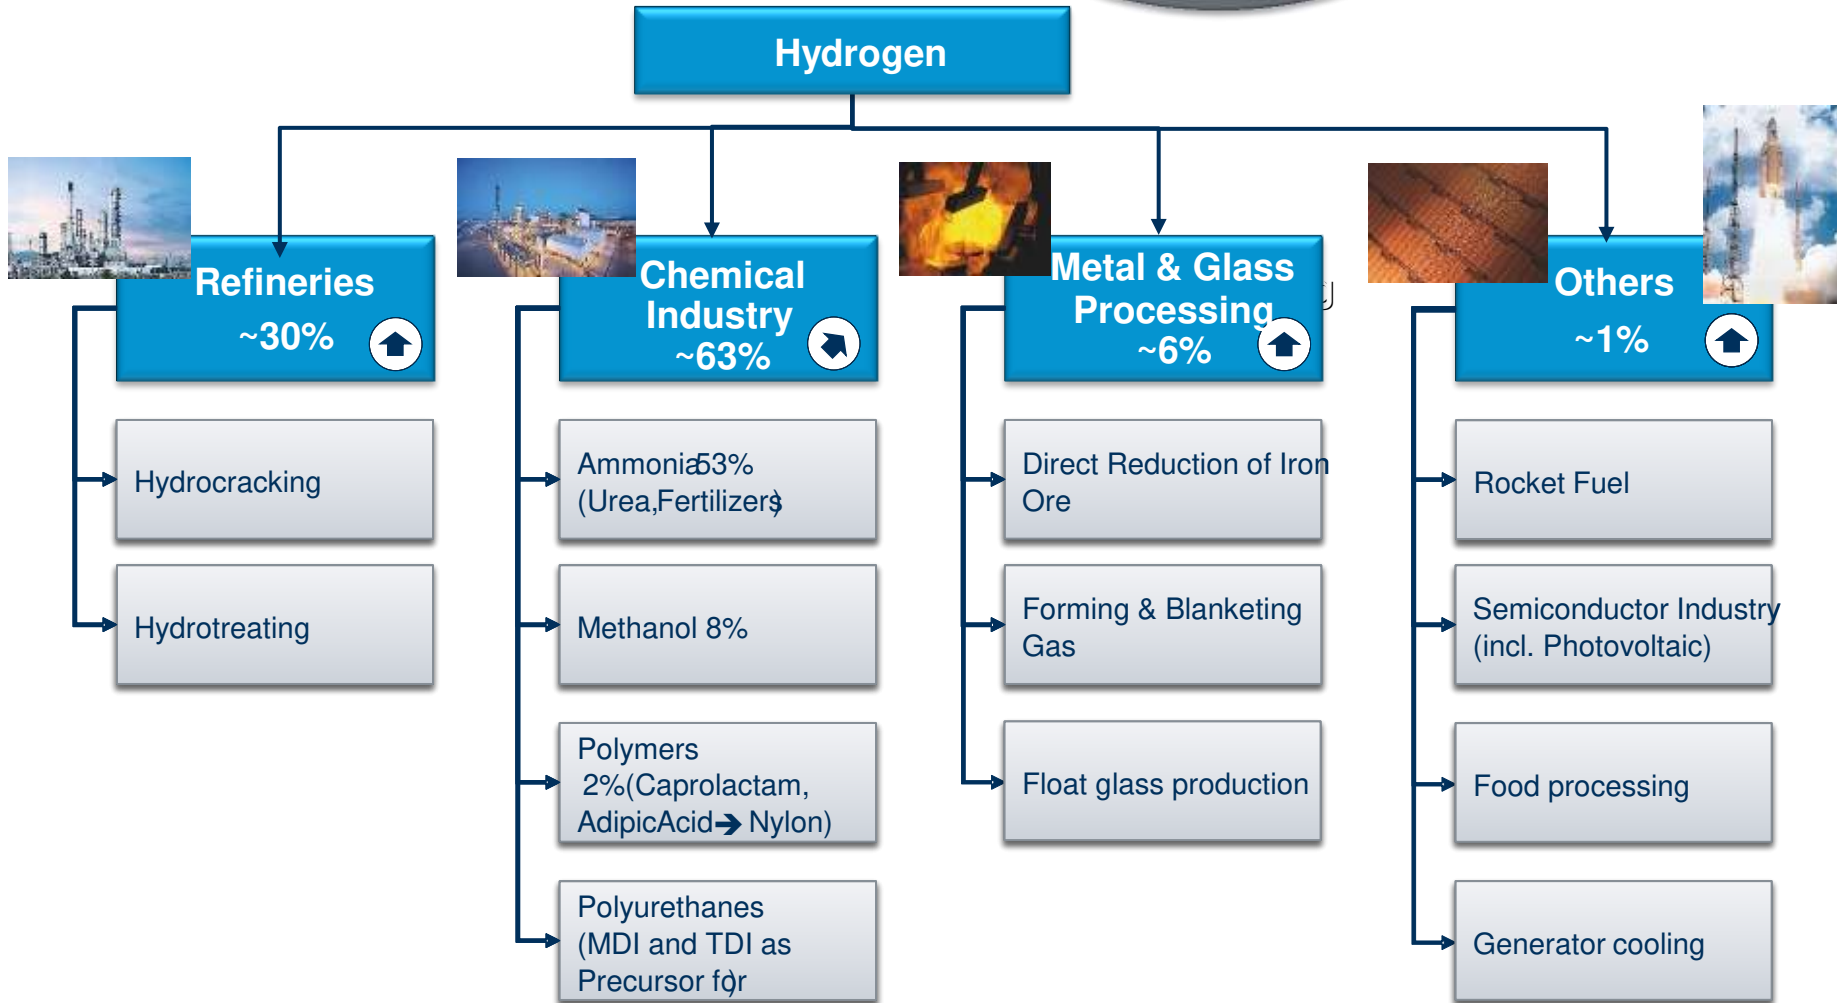 Hydrogen
Refineries
~30%
Hydrocracking
Hydrotreating
Chemical
Industry
~63%
Ammonia53%
(Urea,Fertilizers)
Methanol 8%
Polymers
2%(Caprolactam,
AdipicAcid➔ Nylon)
Polyurethanes
(MDI and TDI as
Precursor for)
Metal & Glass
Processing
~6%
Direct Reduction of Iron
Ore
Forming & Blanketing
Gas
Float glass production
Others
~1%
Rocket Fuel
Semiconductor Industry
(incl. Photovoltaic)
Food processing
Generator cooling